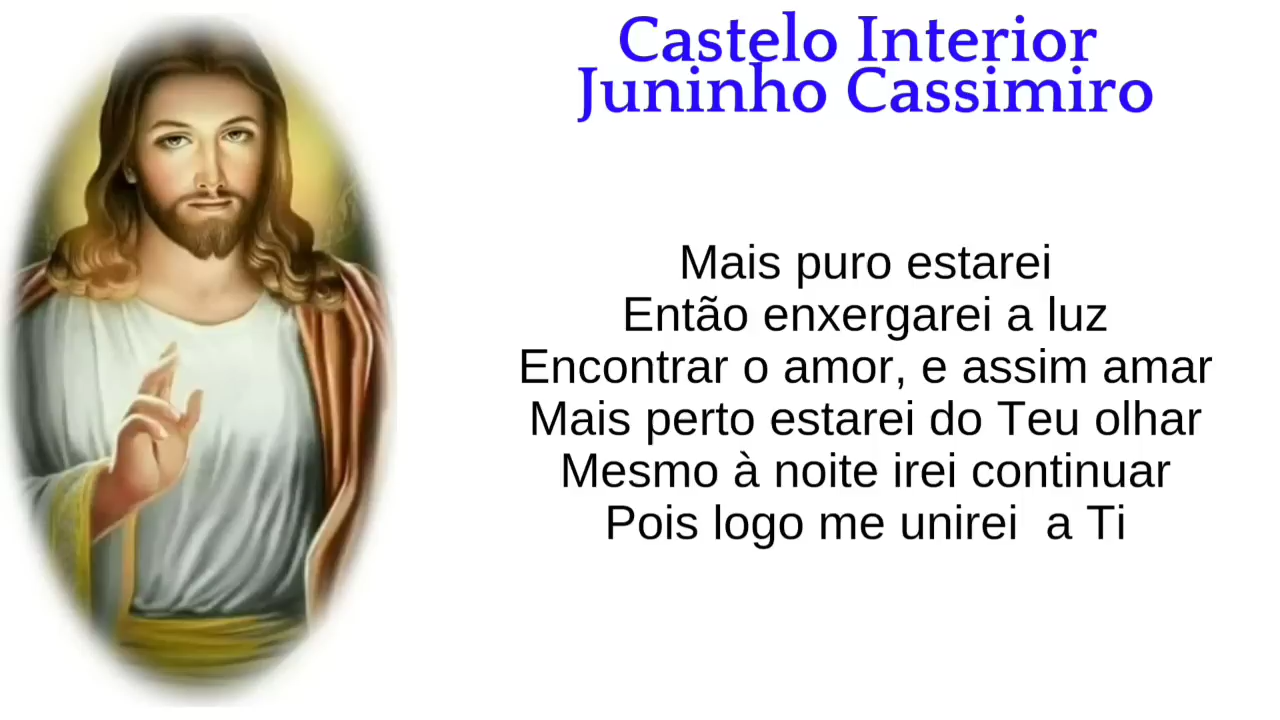 Castelo Interior
Juninho Cassimiro
Mais puro estarei
Então enxergarei a luz
Encontrar o amor, e assim amar
Mais perto estarei do Teu olhar
Mesmo à noite irei continuar
Pois logo me unirei  a Ti